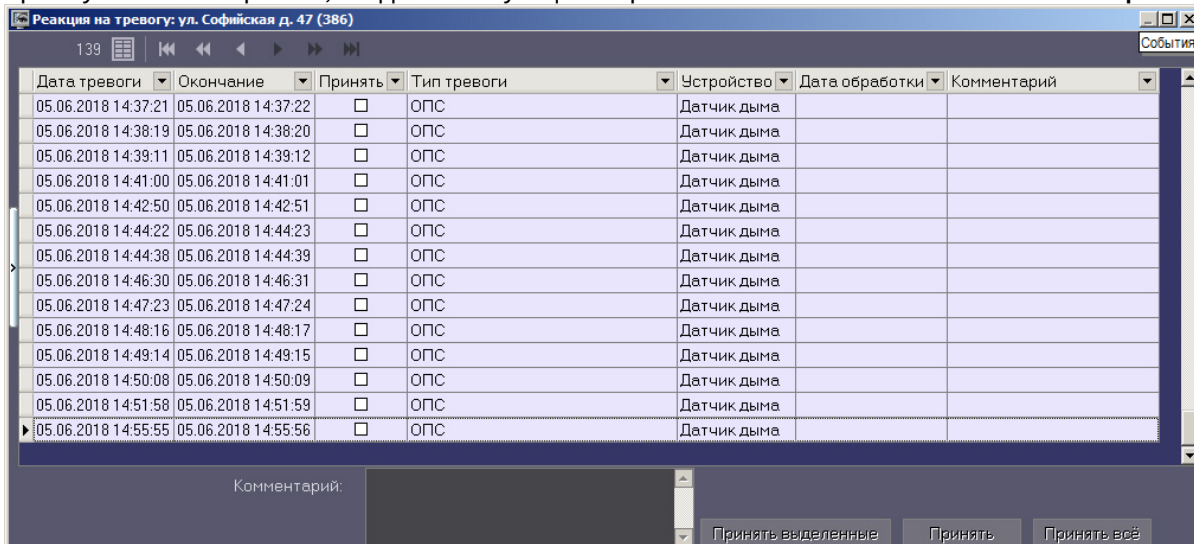 Реакция на тревогу: ул. Софийская д. 47 (386)
События
139
Дата тревоги Окончание Принять Тип тревоги Устройство Дата обработки Комментарий
05.06.2018 14:37:21 05.06.2018 14:37:22 ОПС Датчик дыма
05.06.2018 14:38:19 05.06.2018 14:38:20 ОПС Датчик дыма
05.06.2018 14:39:11 05.06.2018 14:39:12 ОПС Датчик дыма
05.06.2018 14:41:00 05.06.2018 14:41:01 ОПС Датчик дыма
05.06.2018 14:42:50 05.06.2018 14:42:51 ОПС Датчик дыма
05.06.2018 14:44:22 05.06.2018 14:44:23 ОПС Датчик дыма
05.06.2018 14:44:38 05.06.2018 14:44:39 ОПС Датчик дыма
05.06.2018 14:46:30 05.06.2018 14:46:31 ОПС Датчик дыма
05.06.2018 14:47:23 05.06.2018 14:47:24 ОПС Датчик дыма
05.06.2018 14:48:16 05.06.2018 14:48:17 ОПС Датчик дыма
05.06.2018 14:49:14 05.06.2018 14:49:15 ОПС Датчик дыма
05.06.2018 14:50:08 05.06.2018 14:50:09 ОПС Датчик дыма
05.06.2018 14:51:58 05.06.2018 14:51:59 ОПС Датчик дыма
05.06.2018 14:55:55 05.06.2018 14:55:56 ОПС Датчик дыма
Комментарий:
Принять выделенные Принять Принять всё